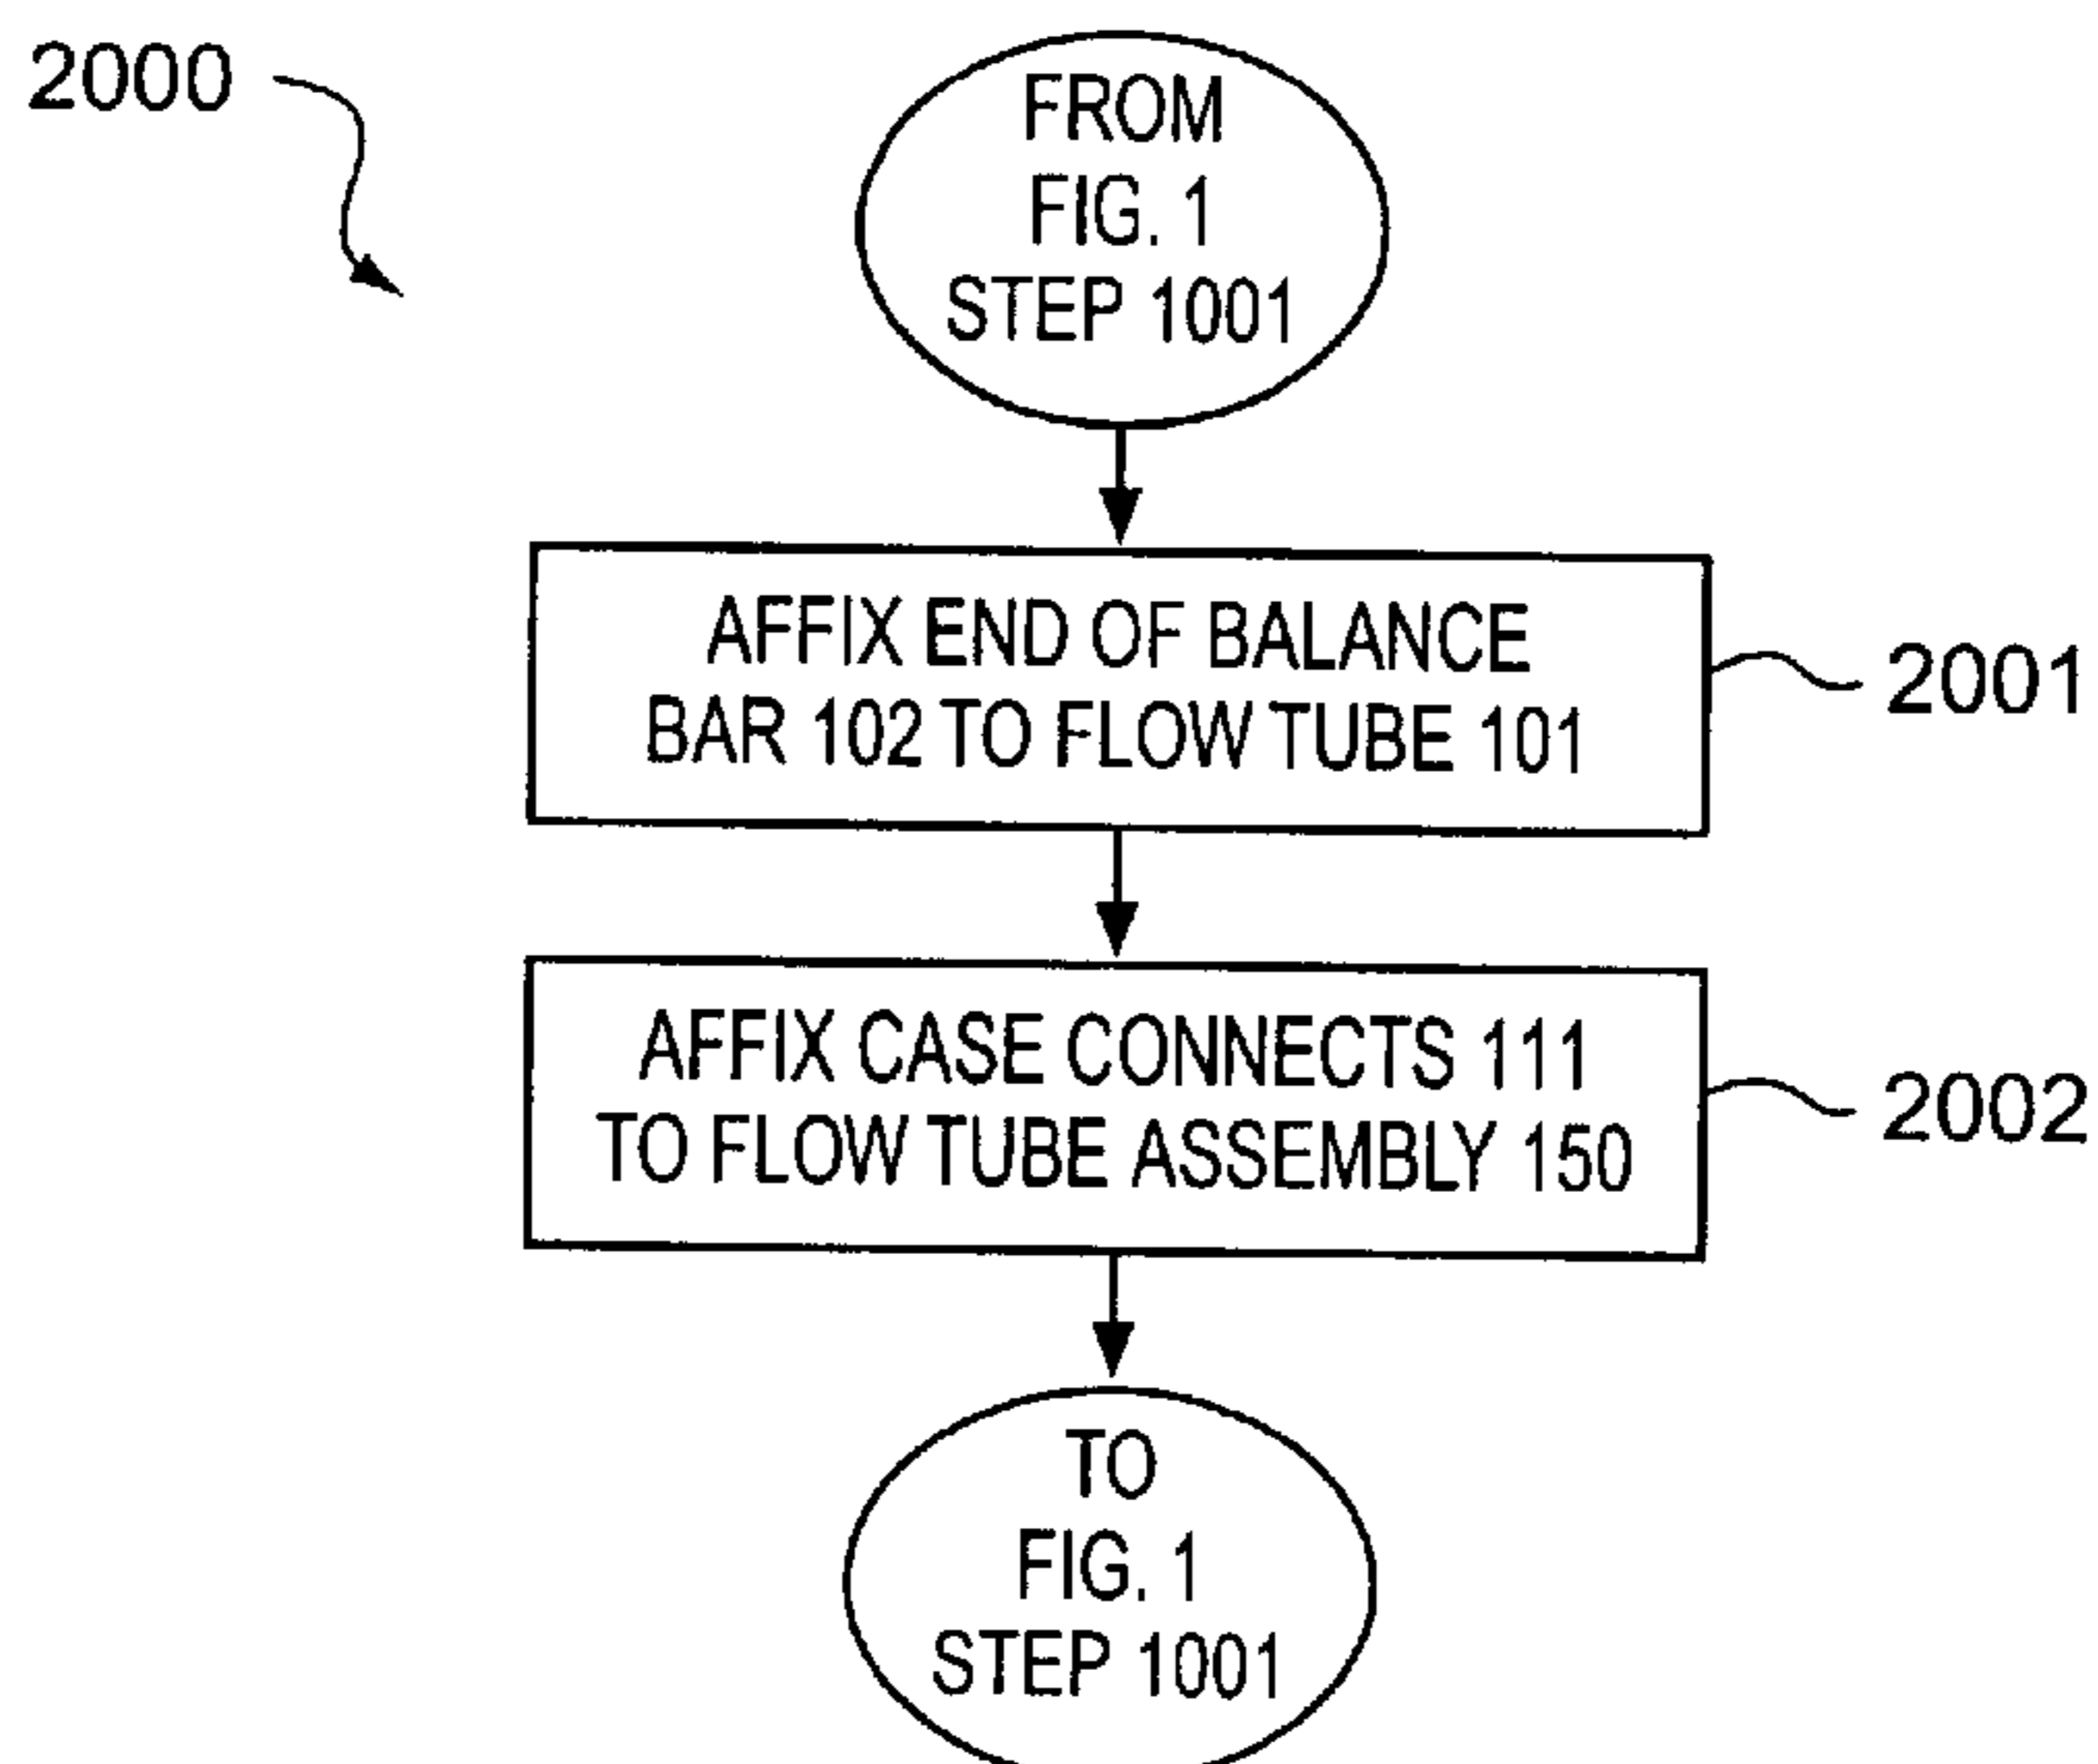 2000
FROM
FIG. 1
STEP 1001
AFFIX END OF BALANCE
BAR 102 TO FLOW TUBE 101
2001
AFFIX CASE CONNECTS 111
TO FLOW TUBE ASSEMBLY 150
2002
TO
FIG. 1
STEP 1001